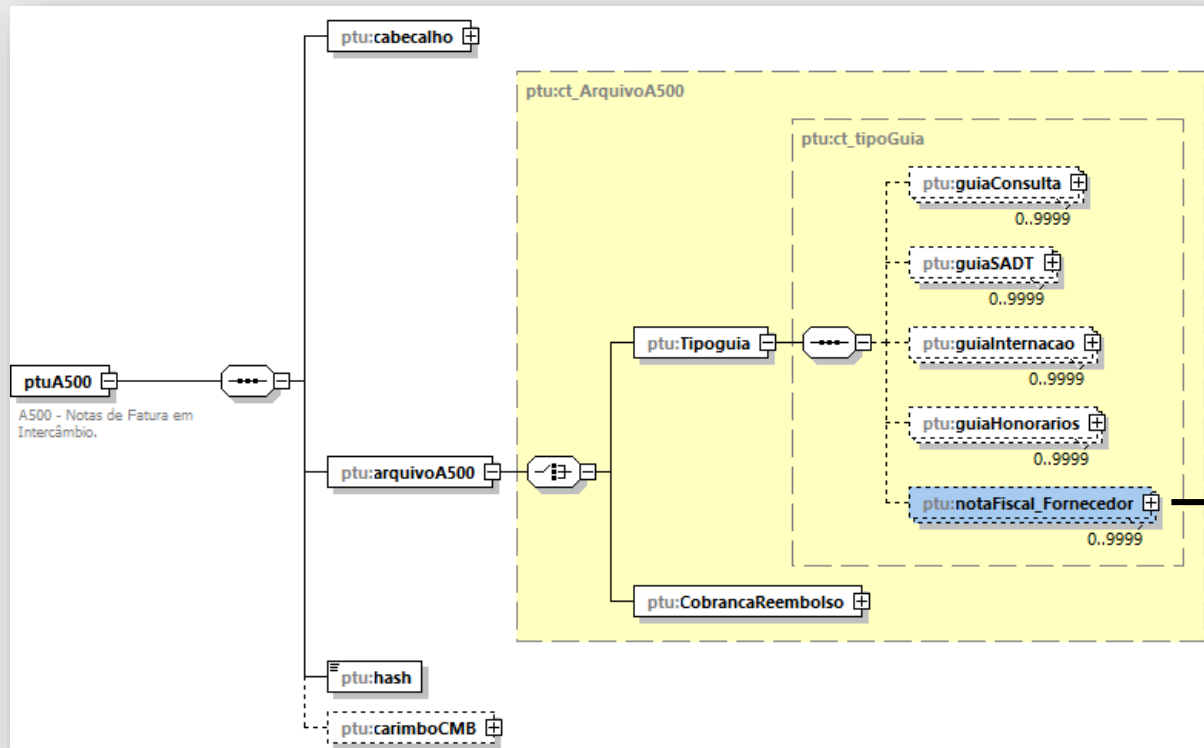 ptu:cabecalho
ptu:ct_ArquivoA500
ptu:ct_tipoGuia
ptu:guiaConsulta
0..9999
ptu:guiaSADT
0..9999
ptu:Tipoguia
ptu:guiaInternacao
0..9999
ptuA500
A500 - Notas de Fatura em
Intercâmbio.
ptu:guiaHonorarios
0..9999
ptu:arquivoA500
ptu:notaFiscal_Fornecedor
0..9999
ptu:CobrancaReembolso
ptu:hash
ptu:carimboCMB